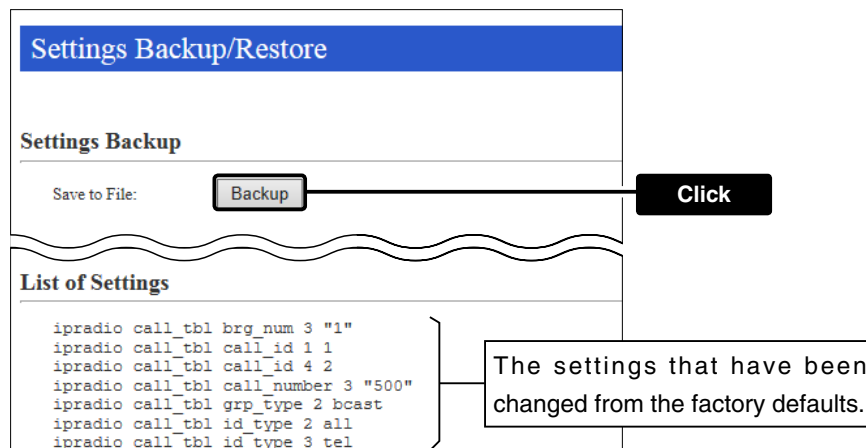 Settings Backup/Restore
Settings Backup
Save to File:
Backup
Click
List of Settings
ipradio call_tbl brg_num 3 "1"
ipradio call_tbl call_id 1 1
ipradio call_tbl call_id 4 2
ipradio call_tbl call_number 3 "500"
ipradio call_tbl grp_type 2 bcast
ipradio call_tbl id_type 2 all
ipradio call_tbl id_type 3 tel
The settings that have been
changed from the factory defaults.